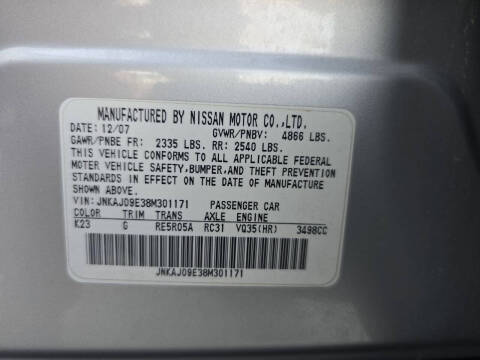 MANUFACTURED BY NISSAN MOTOR CO.,LTD.
DATE: 12/07 GVWR/PNBV: 4866 LBS.
GAWR/PNBE FR: 2335 LBS. RR: 2540 LBS.
THIS VEHICLE CONFORMS TO ALL APPLICABLE FEDERAL
MOTOR VEHICLE SAFETY,BUMPER,AND THEFT PREVENTION
STANDARDS IN EFFECT ON THE DATE OF MANUFACTURE
SHOWN ABOVE.
VIN: JNKAJ09E38M301171 PASSENGER CAR
COLOR TRIM TRANS AXLE ENGINE
K23 G RE5R05A RC31 VQ35(HR) 3498CC
JNKAJ09E38M301171